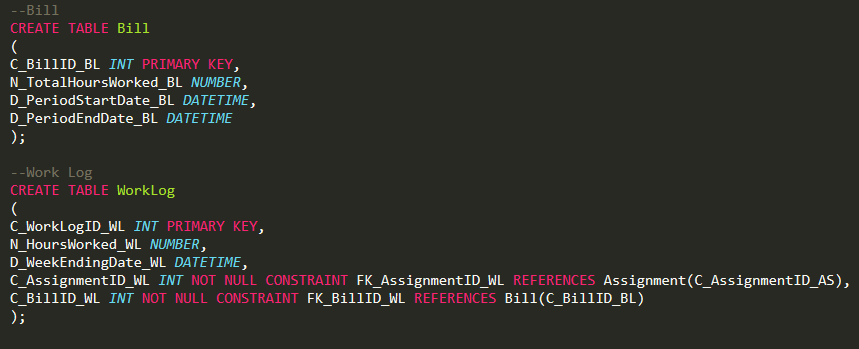 --Bill
CREATE TABLE Bill
(
C_BillID_BL INT PRIMARY KEY,
N_TotalHoursWorked_BL NUMBER,
D_PeriodStartDate_BL DATETIME,
D_PeriodEndDate_BL DATETIME
);
--Work Log
CREATE TABLE WorkLog
(
C_WorkLogID_WL INT PRIMARY KEY,
N_HoursWorked_WL NUMBER,
D_WeekEndingDate_WL DATETIME,
C_AssignmentID_WL INT NOT NULL CONSTRAINT FK_AssignmentID_WL REFERENCES Assignment(C_AssignmentID_AS),
C_BillID_WL INT NOT NULL CONSTRAINT FK_BillID_WL REFERENCES Bill(C_BillID_BL)
);